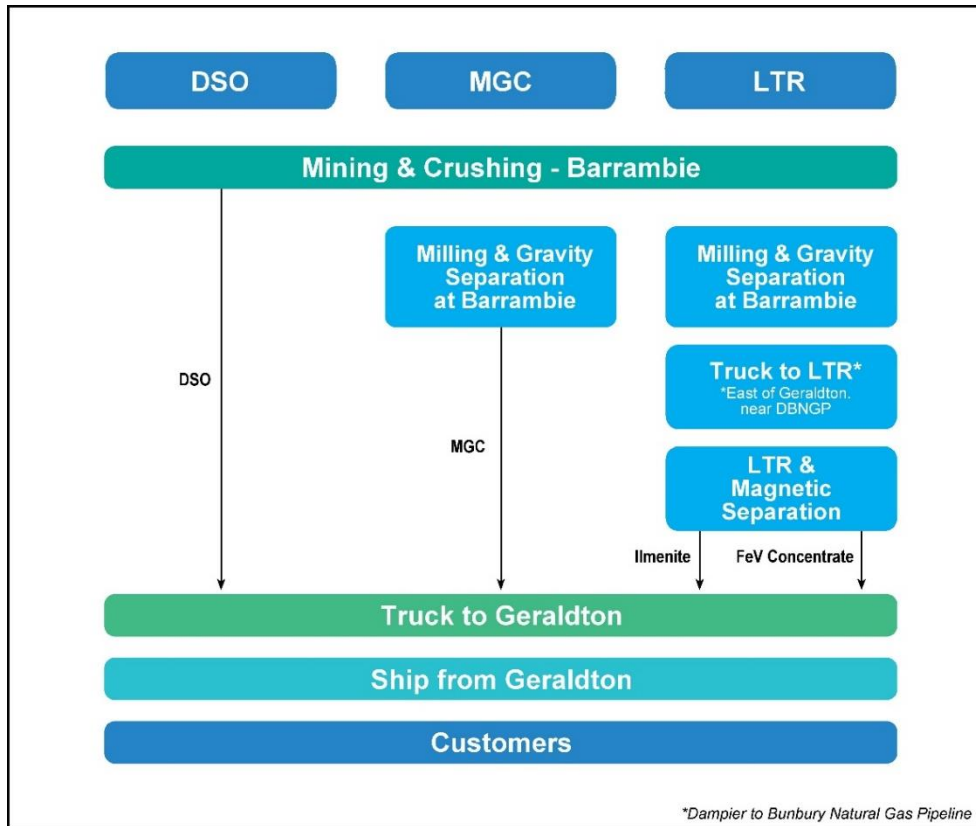 DSO
MGC
LTR
Mining & Crushing - Barrambie
Milling & Gravity
Separation
at Barrambie
Milling & Gravity
Separation
at Barrambie
DSO
Truck to LTR*
*East of Geraldton.
near DBNGP
MGC
LTR &
Magnetic
Separation
Ilmenite
FeV Concentrate
Truck to Geraldton
Ship from Geraldton
Customers
*Dampier to Bunbury Natural Gas Pipeline